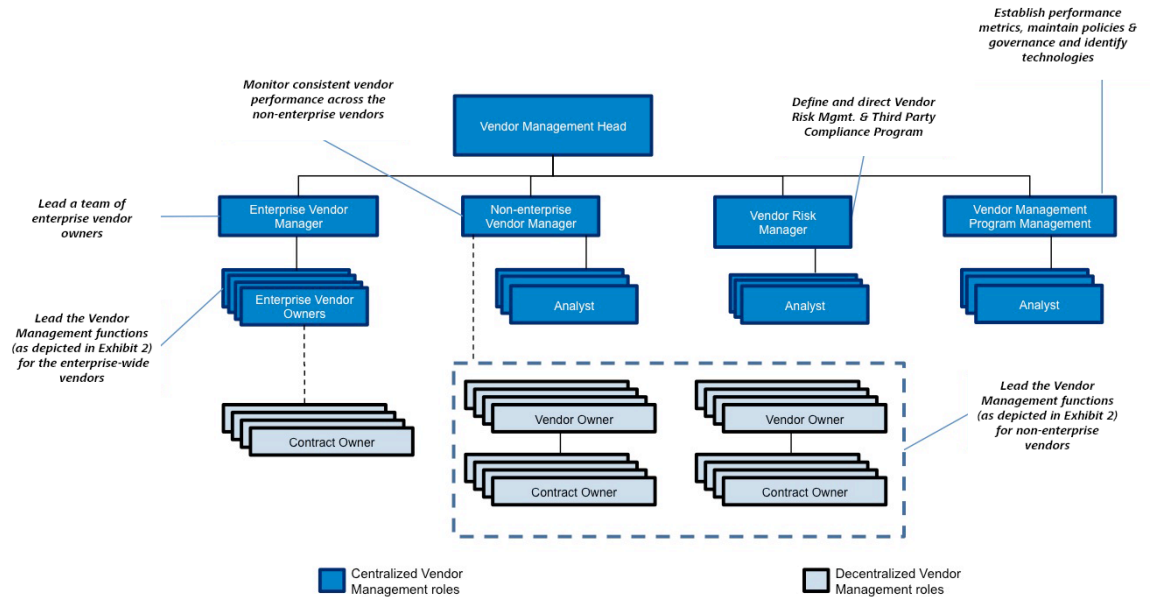 Establish performance
metrics, maintain policies &
governance and identify
technologies
Monitor consistent vendor
performance across the
non-enterprise vendors
Vendor Management Head
Define and direct Vendor
Risk Mgmt. & Third Party
Compliance Program
Lead a team of
enterprise vendor
owners
Enterprise Vendor
Manager
Non-enterprise
Vendor Manager
Vendor Risk
Manager
Vendor Management
Program Management
Enterprise Vendor
Owners
Analyst
Analyst
Analyst
Lead the Vendor
Management functions
(as depicted in Exhibit 2)
for the enterprise-wide
vendors
Contract Owner
Vendor Owner
Vendor Owner
Contract Owner
Contract Owner
Lead the Vendor
Management functions
(as depicted in Exhibit 2)
for non-enterprise
vendors
Centralized Vendor
Management roles
Decentralized Vendor
Management roles